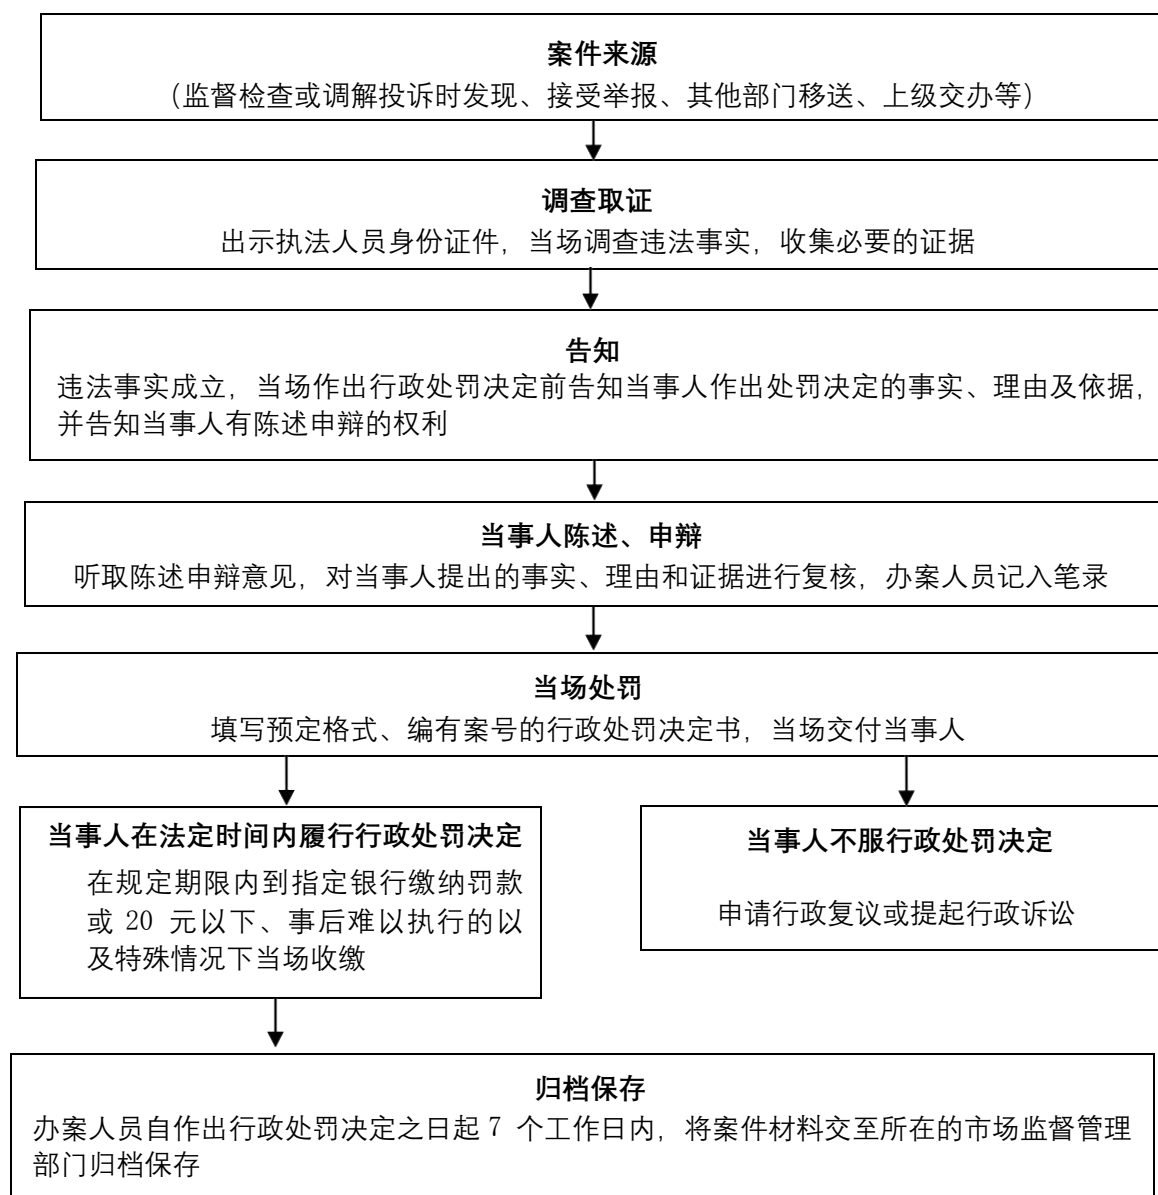 案件来源
（监督检查或调解投诉时发现、接受举报、其他部门移送、上级交办等）
调查取证
出示执法人员身份证件，当场调查违法事实，收集必要的证据
告知
违法事实成立，当场作出行政处罚决定前告知当事人作出处罚决定的事实、理由及依据，
并告知当事人有陈述申辩的权利
当事人陈述、申辩
听取陈述申辩意见，对当事人提出的事实、理由和证据进行复核，办案人员记入笔录
当场处罚
填写预定格式、编有案号的行政处罚决定书，当场交付当事人
当事人在法定时间内履行行政处罚决定
在规定期限内到指定银行缴纳罚款
或 20 元以下、事后难以执行的以
及特殊情况下当场收缴
当事人不服行政处罚决定
申请行政复议或提起行政诉讼
归档保存
办案人员自作出行政处罚决定之日起 7 个工作日内，将案件材料交至所在的市场监督管理
部门归档保存